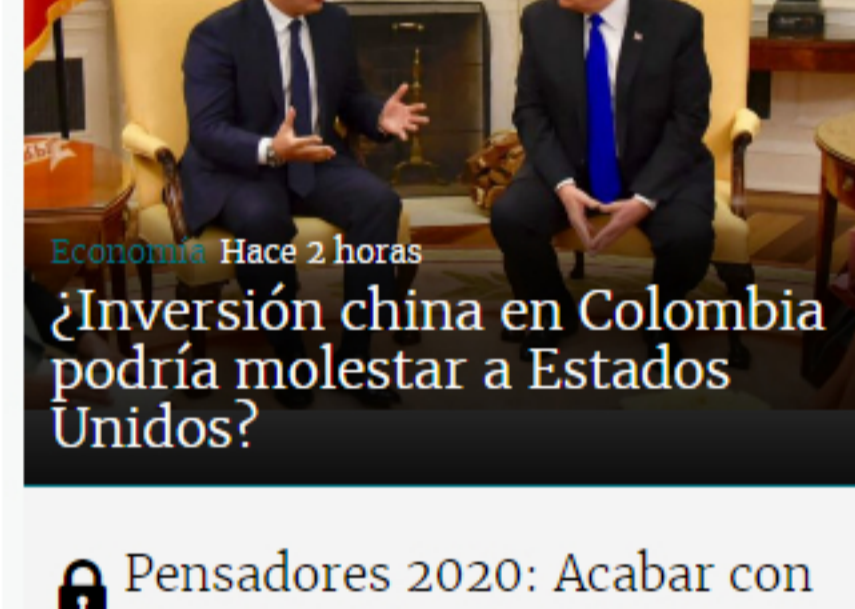 Economía Hace 2 horas
¿Inversión china en Colombia
podría molestar a Estados
Unidos?
Pensadores 2020: Acabar con